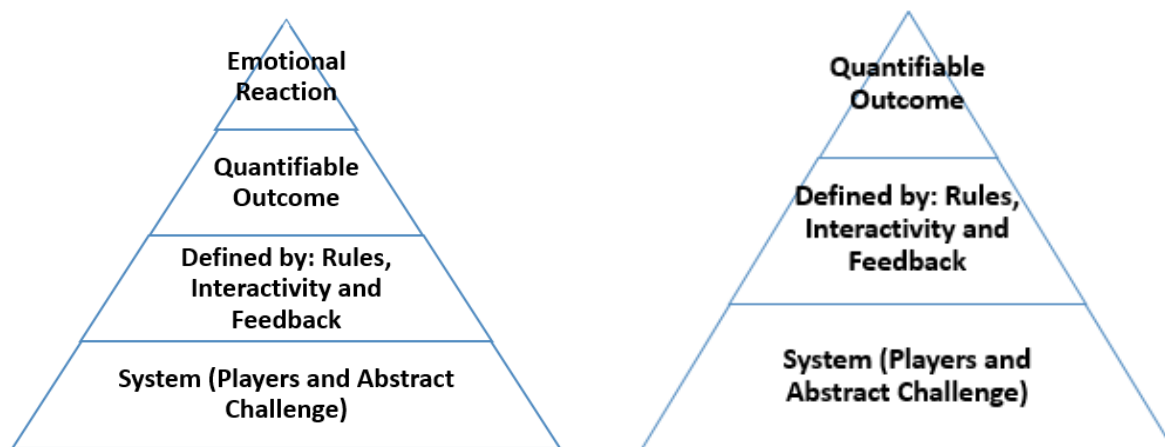 Emotional
Reaction
Quantifiable
Outcome
Defined by: Rules,
Interactivity and
Feedback
System (Players and Abstract
Challenge)
Quantifiable
Outcome
Defined by: Rules,
Interactivity and
Feedback
System (Players and
Abstract Challenge)